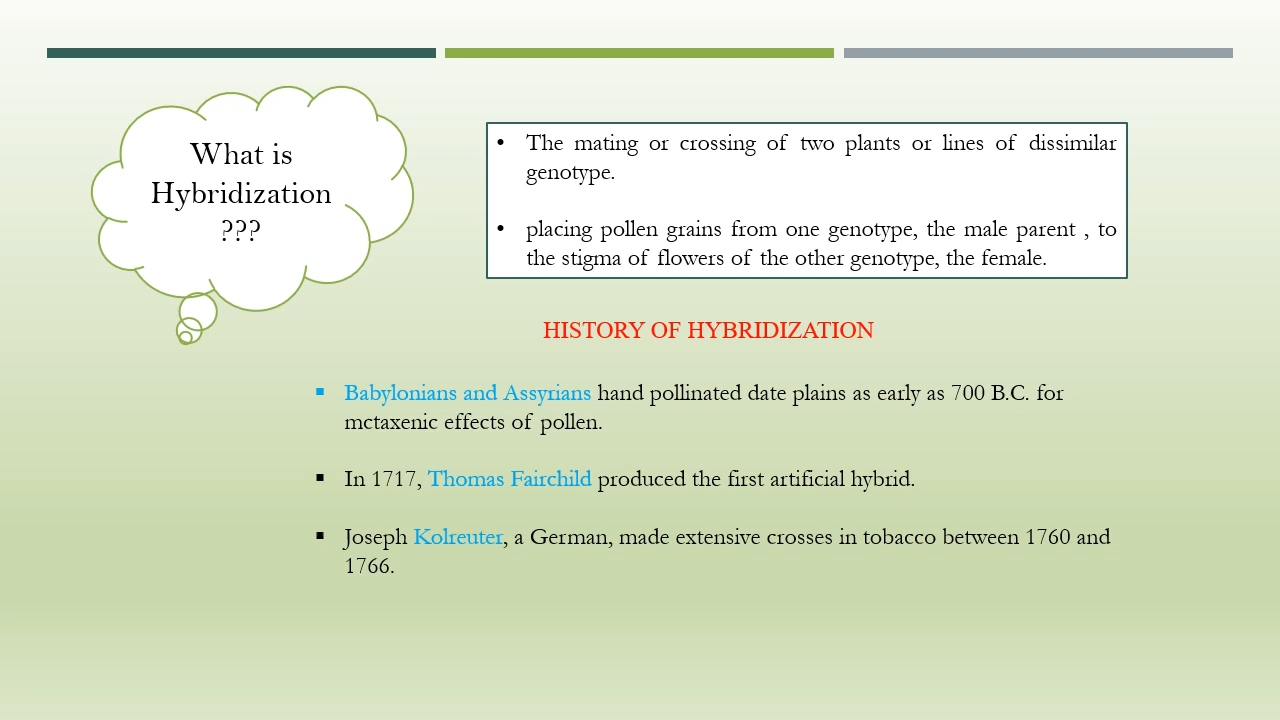 What is
Hybridization
???
• The mating or crossing of two plants or lines of dissimilar
genotype.
• placing pollen grains from one genotype, the male parent , to
the stigma of flowers of the other genotype, the female.
HISTORY OF HYBRIDIZATION
▪ Babylonians and Assyrians hand pollinated date plains as early as 700 B.C. for
mctaxenic effects of pollen.
▪ In 1717, Thomas Fairchild produced the first artificial hybrid.
▪ Joseph Kolreuter, a German, made extensive crosses in tobacco between 1760 and
1766.